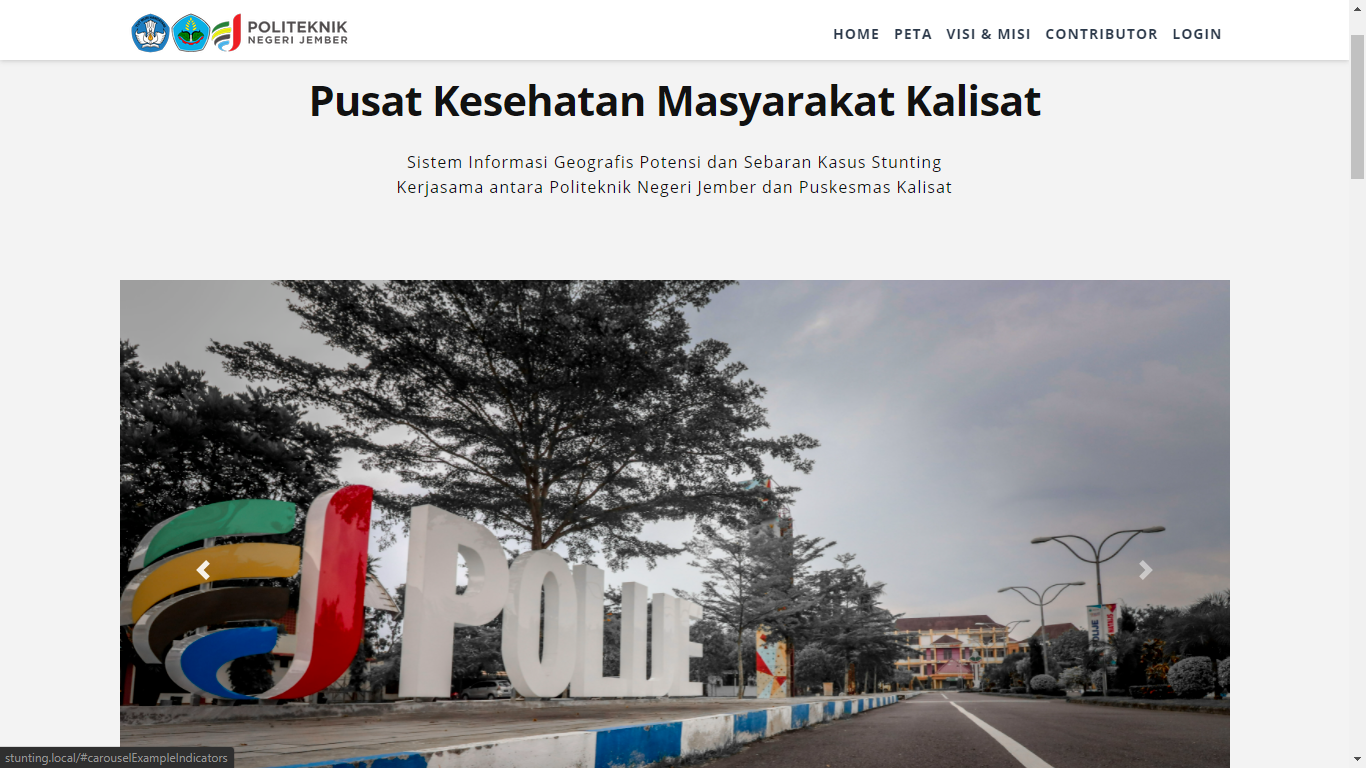 POLITEKNIK
NEGERI JEMBER
HOME PETA VISI & MISI CONTRIBUTOR LOGIN
Pusat Kesehatan Masyarakat Kalisat
Sistem Informasi Geografis Potensi dan Sebaran Kasus Stunting
Kerjasama antara Politeknik Negeri Jember dan Puskesmas Kalisat
POLIJE
stunting.local/#carouselExampleIndicators